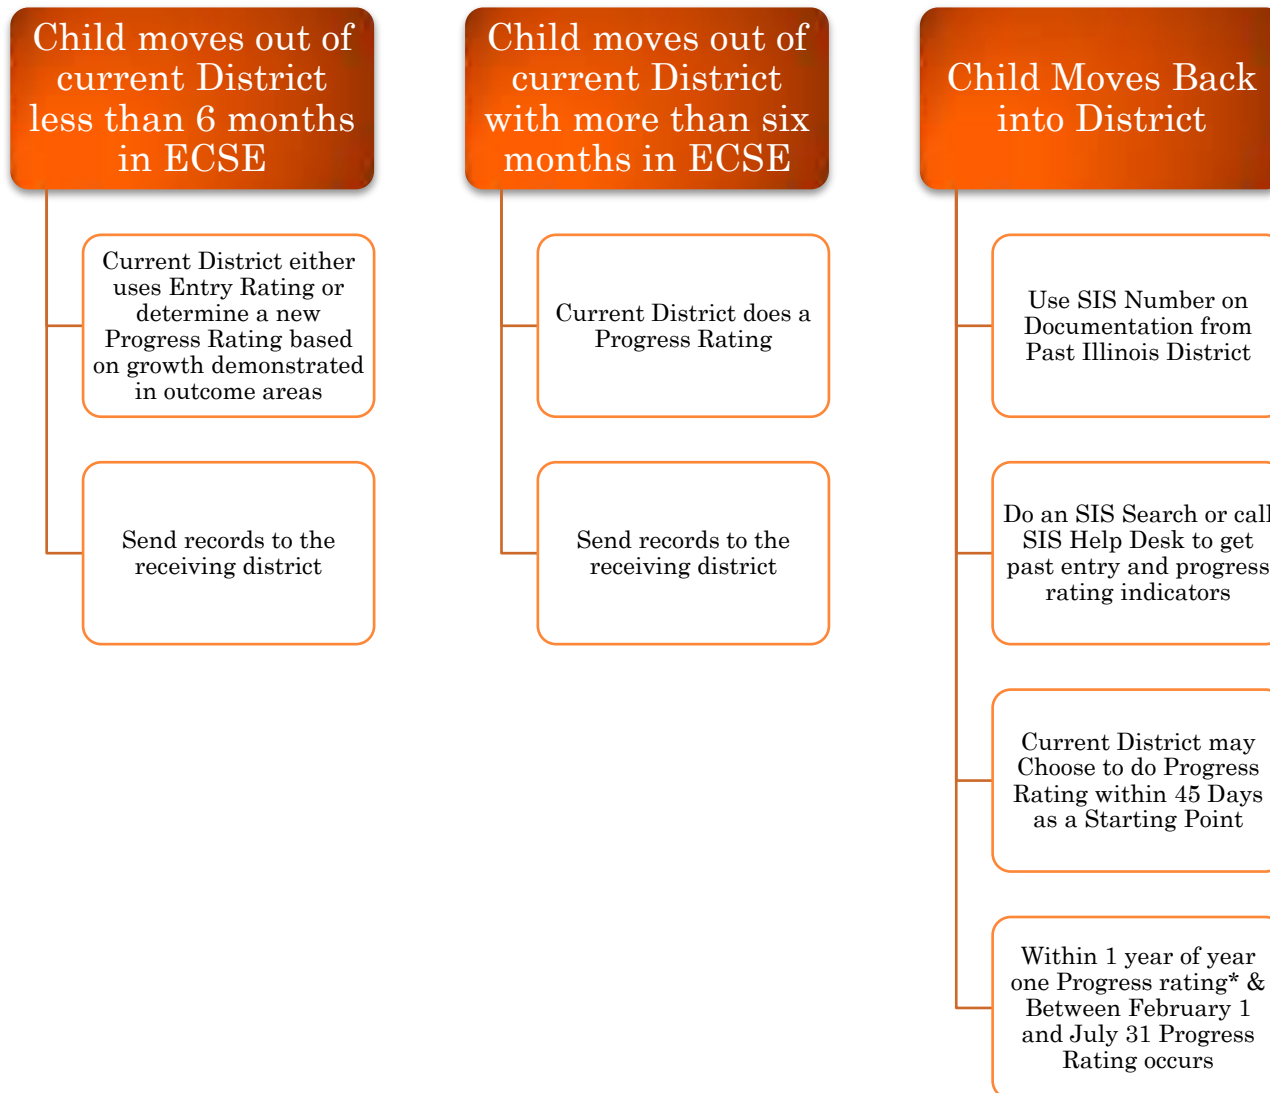 Child moves out of
current District
less than 6 months
in ECSE
Current District either
uses Entry Rating or
determine a new
Progress Rating based
on growth demonstrated
in outcome areas
Send records to the
receiving district
Child moves out of
current District
with more than six
months in ECSE
Current District does a
Progress Rating
Send records to the
receiving district
Child Moves Back
into District
Use SIS Number on
Documentation from
Past Illinois District
Do an SIS Search or call
SIS Help Desk to get
past entry and progress
rating indicators
Current District may
Choose to do Progress
Rating within 45 Days
as a Starting Point
Within 1 year of year
one Progress rating* &
Between February 1
and July 31 Progress
Rating occurs